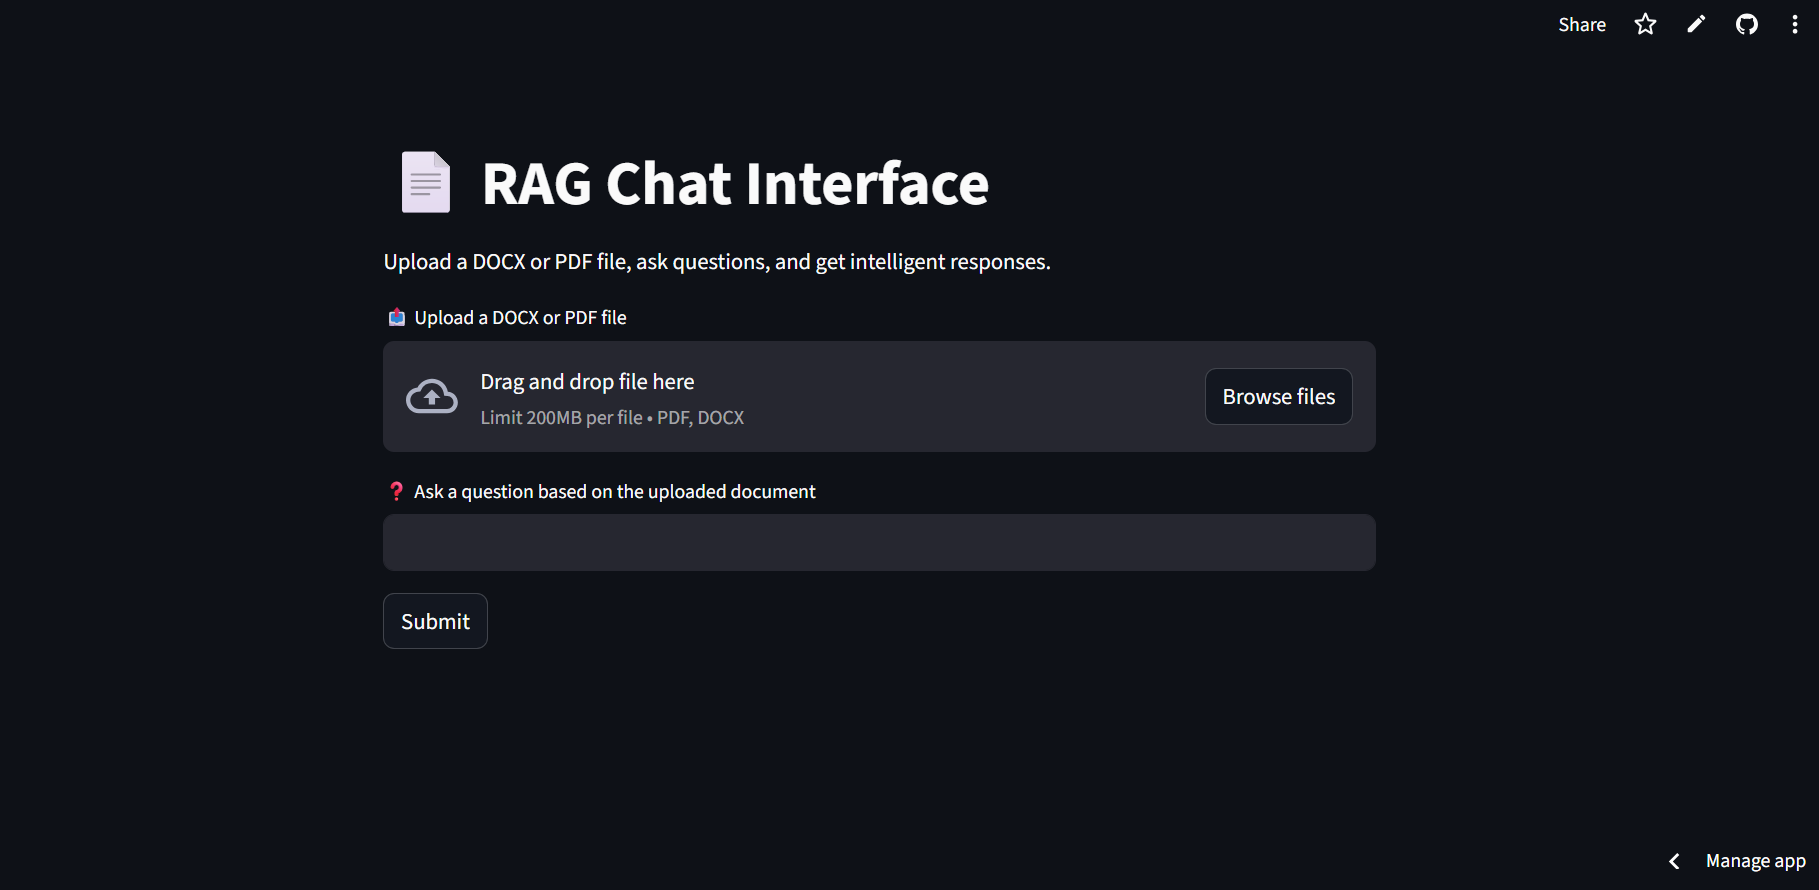 Share
📄 RAG Chat Interface
Upload a DOCX or PDF file, ask questions, and get intelligent responses.
📤 Upload a DOCX or PDF file
Drag and drop file here
Limit 200MB per file • PDF, DOCX
Browse files
❓ Ask a question based on the uploaded document
Submit
Manage app